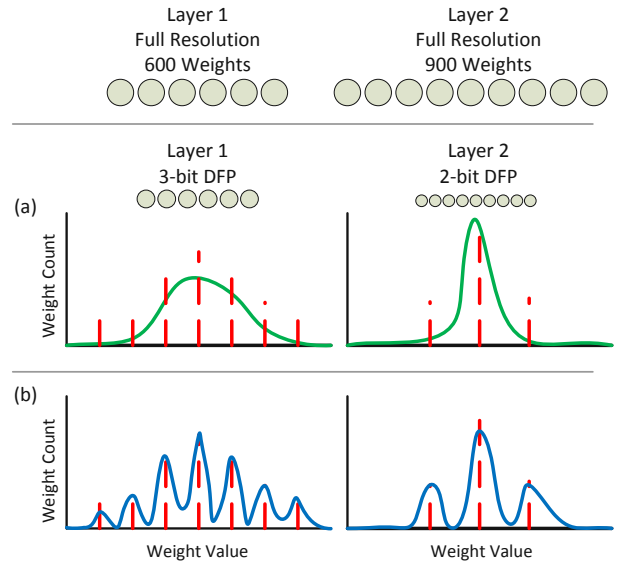 Layer 1
Full Resolution
600 Weights
Layer 2
Full Resolution
900 Weights
Layer 1
3-bit DFP
Layer 2
2-bit DFP
(a)
Weight Count
(b)
Weight Count
Weight Value
Weight Value